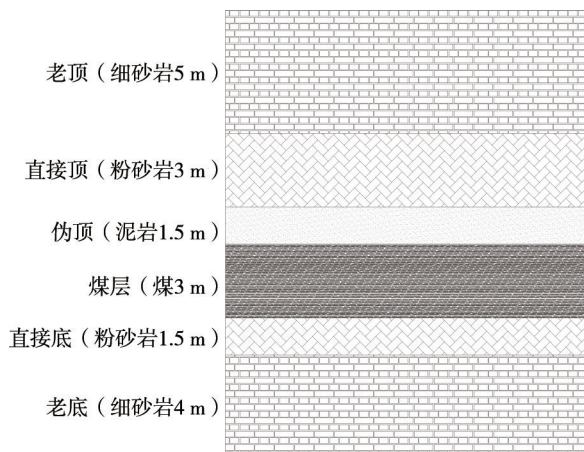 老顶（细砂岩5 m）
直接顶（粉砂岩3 m）
伪顶（泥岩1.5 m）
煤层（煤3 m）
直接底（粉砂岩1.5 m）
老底（细砂岩4 m）